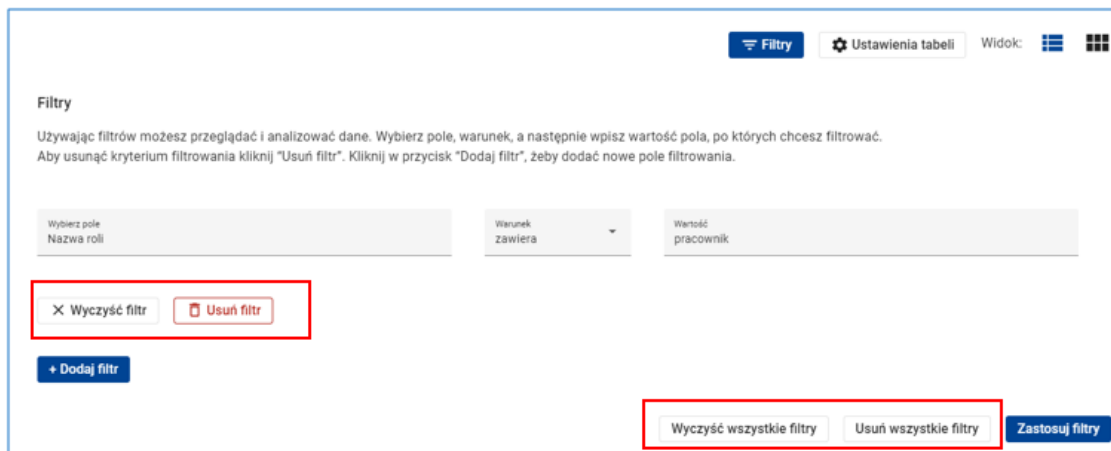 Filtry
Ustawienia tabeli
Widok:
Filtry
Używając filtrów możesz przeglądać i analizować dane. Wybierz pole, warunek, a następnie wpisz wartość pola, po których chcesz filtrować.
Aby usunąć kryterium filtrowania kliknij "Usuń filtr". Kliknij w przycisk "Dodaj filtr", żeby dodać nowe pole filtrowania.
Wybierz pole
Nazwa roli
Warunek
zawiera
Wartość
pracownik
Wyczyść filtr
Usuń filtr
+ Dodaj filtr
Wyczyść wszystkie filtry
Usuń wszystkie filtry
Zastosuj filtry